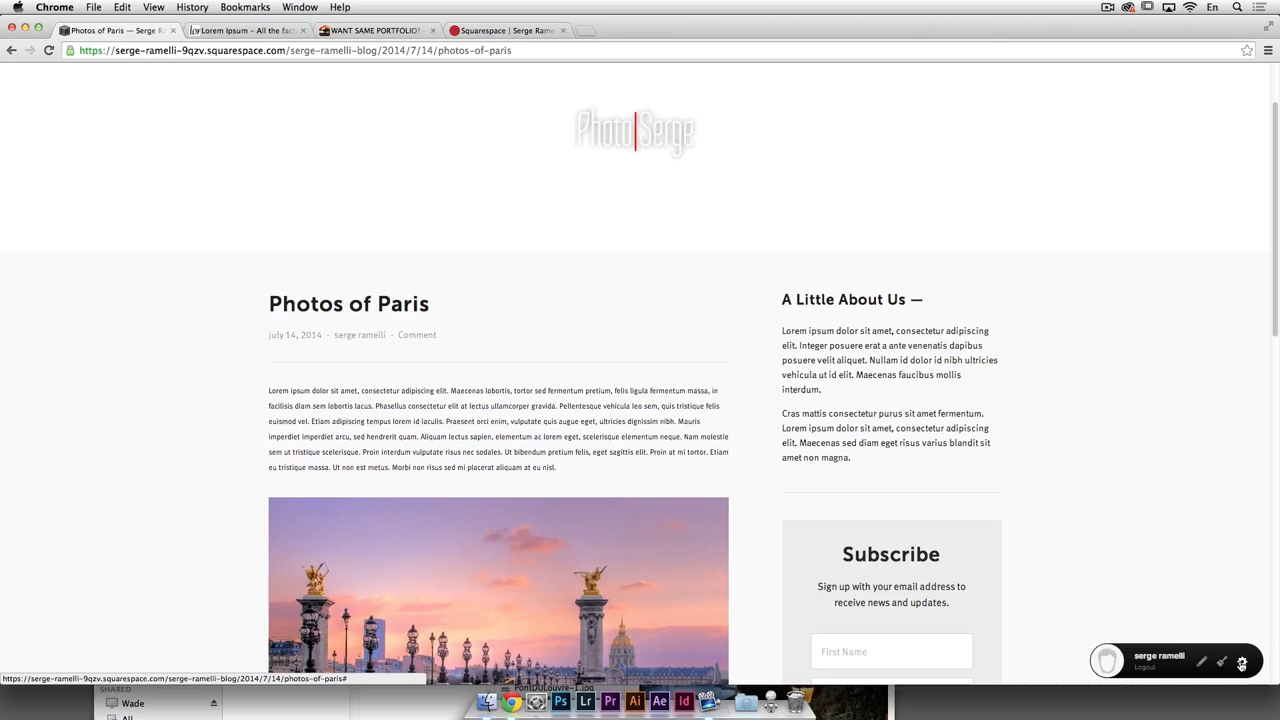 Chrome File Edit View History Bookmarks Window Help En
Photos of Paris — Serge R
Lorem Ipsum - All the fac
WANT SAME PORTFOLIO?
Squarespace | Serge Rame
https://serge-ramelli-9qzv.squarespace.com/serge-ramelli-blog/2014/7/14/photos-of-paris
Photo Serge
Photos of Paris
July 14, 2014 - serge ramelli - Comment
Lorem ipsum dolor sit amet, consectetur adipiscing elit. Maecenas lobortis, tortor sed fermentum pretium, felis ligula fermentum massa, in
facilisis diam sem lobortis lacus. Phasellus consectetur elit at lectus ullamcorper gravida. Pellentesque vehicula leo sem, quis tristique felis
euismod vel. Etiam adipiscing tempus lorem id iaculis. Praesent orci enim, vulputate quis augue eget, ultricies dignissim nibh. Mauris
imperdiet imperdiet arcu, sed hendrerit quam. Aliquam lectus sapien, elementum ac lorem eget, scelerisque elementum neque. Nam molestie
sem ut tristique scelerisque. Proin interdum vulputate risus nec sodales. Ut bibendum pretium felis, eget sagittis elit. Proin at mi tortor. Etiam
eu tristique massa. Ut non est metus. Morbi non risus sed mi placerat aliquam at eu nisl.
A Little About Us —
Lorem ipsum dolor sit amet, consectetur adipiscing
elit. Integer posuere erat a ante venenatis dapibus
posuere velit aliquet. Nullam id dolor id nibh ultricies
vehicula ut id elit. Maecenas faucibus mollis
interdum.
Cras mattis consectetur purus sit amet fermentum.
Lorem ipsum dolor sit amet, consectetur adipiscing
elit. Maecenas sed diam eget risus varius blandit sit
amet non magna.
Subscribe
Sign up with your email address to
receive news and updates.
First Name
serge ramelli
Logout
https://serge-ramelli-9qzv.squarespace.com/serge-ramelli-blog/2014/7/14/photos-of-paris#
SHARED
Wade
All
PontDuLouvre-1.jpg
Ps Lr Pr Ai Ae Id